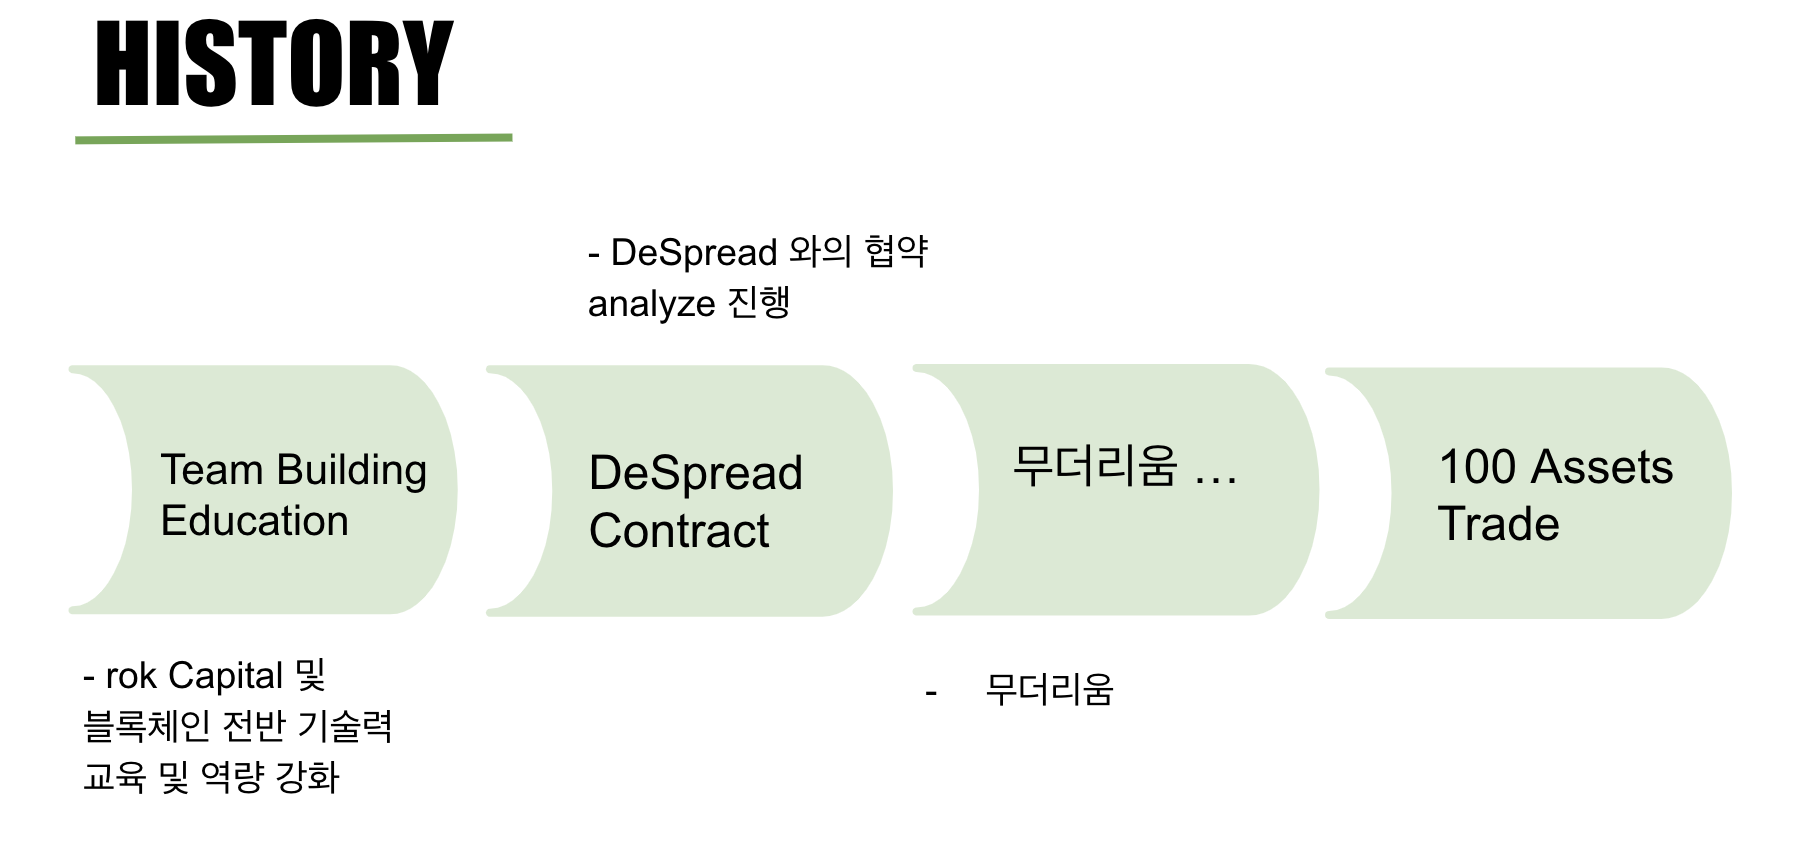 HISTORY
- DeSpread 와의 협약
analyze 진행
Team Building
Education
DeSpread
Contract
무더리움 ...
100 Assets
Trade
- rok Capital 및
블록체인 전반 기술력
교육 및 역량 강화
- 무더리움